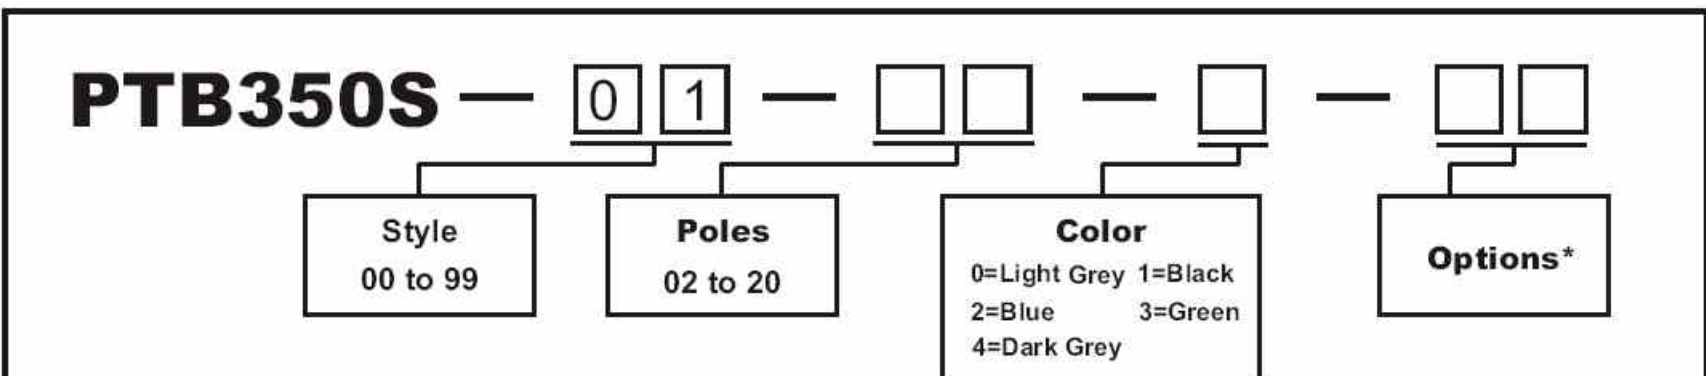 PTB350S — 0 1 — — —
Style
00 to 99
Poles
02 to 20
Color
0=Light Grey 1=Black
2=Blue 3=Green
4=Dark Grey
Options*